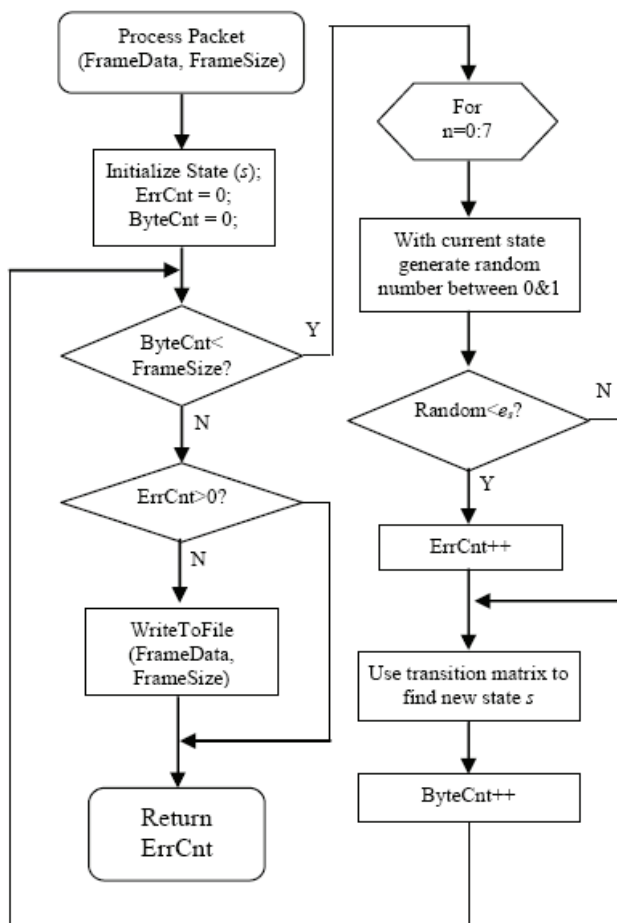 Process Packet
(FrameData, FrameSize)
Initialize State (s);
ErrCnt = 0;
ByteCnt = 0;
ByteCnt<
FrameSize?
Y
N
ErrCnt>0?
N
WriteToFile
(FrameData,
FrameSize)
Return
ErrCnt
For
n=0:7
With current state
generate random
number between 0&1
Random<eₛ?
N
Y
ErrCnt++
Use transition matrix to
find new state s
ByteCnt++